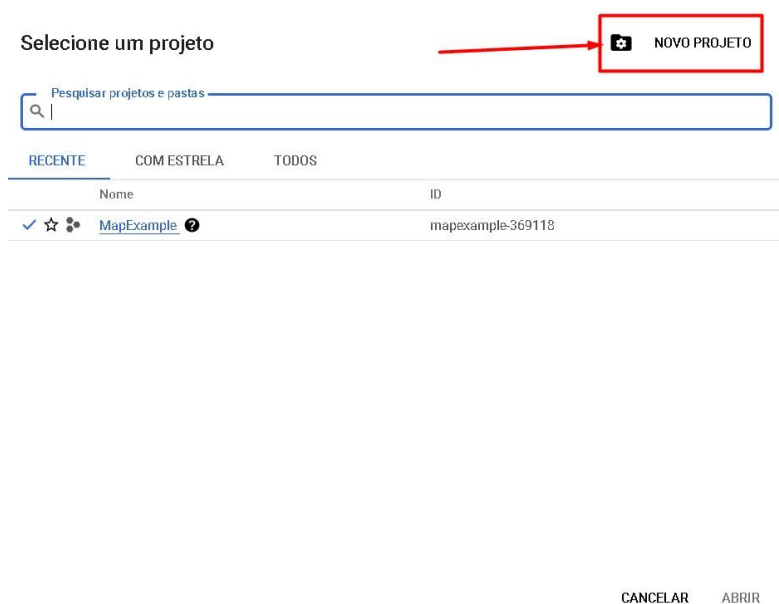 Selecione um projeto
NOVO PROJETO
Pesquisar projetos e pastas
RECENTE COM ESTRELA TODOS
Nome ID
MapExample mapexample-369118
CANCELAR ABRIR